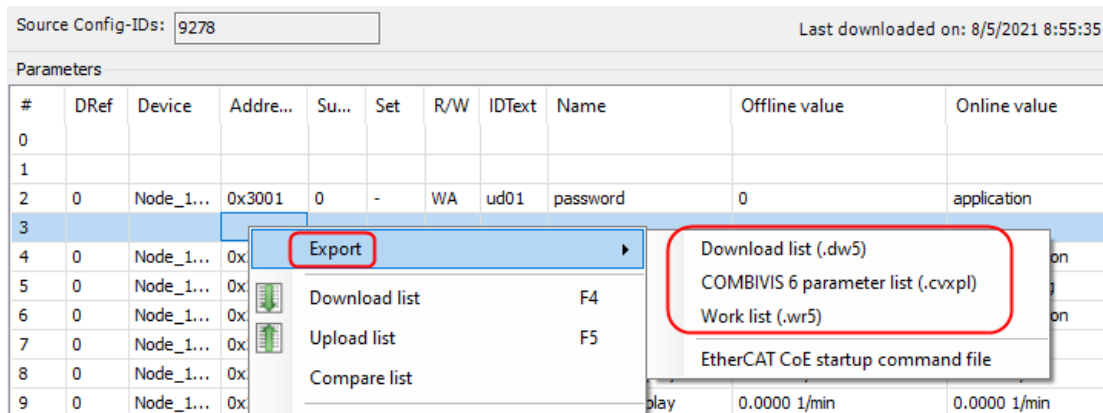 Source Config-IDs: 9278 Last downloaded on: 8/5/2021 8:55:35
Parameters
# DRef Device Addre... Su... Set R/W IDText Name Offline value Online value
0
1
2 0 Node_1... 0x3001 0 - WA ud01 password 0 application
3
Export
Download list (.dw5)
4 0 Node_1... 0x on
COMBIVIS 6 parameter list (.cvxpl)
5 0 Node_1... 0x
Download list F4
Work list (.wr5)
6 0 Node_1... 0x on
7 0 Node_1... 0x
Upload list F5
EtherCAT CoE startup command file
8 0 Node_1... 0x
Compare list
9 0 Node_1... 0x play 0.0000 1/min 0.0000 1/min